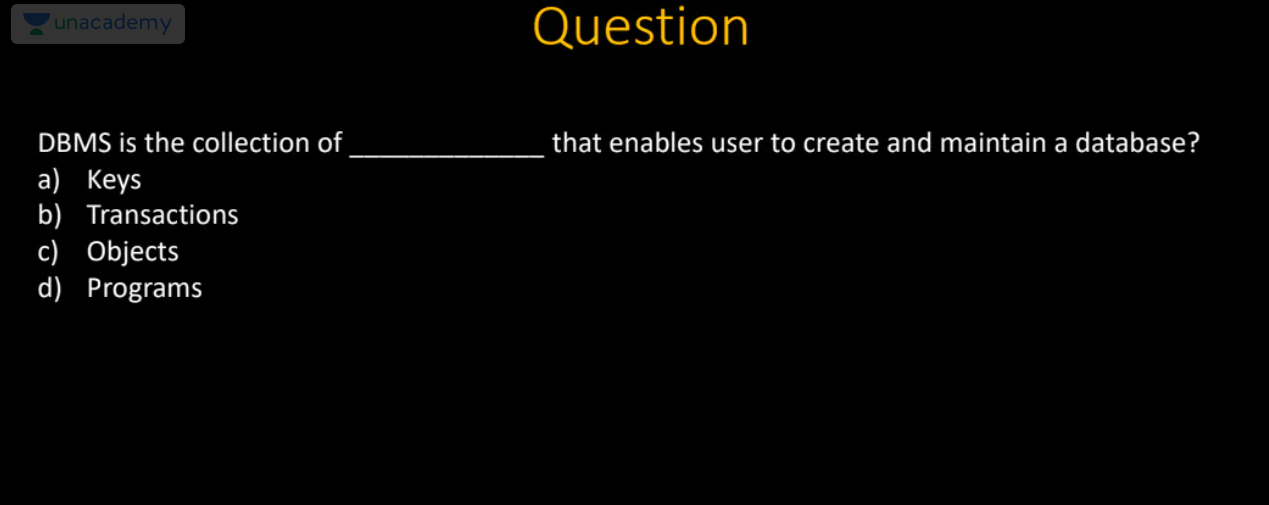 unacademy
Question
DBMS is the collection of _____________ that enables user to create and maintain a database?
a) Keys
b) Transactions
c) Objects
d) Programs